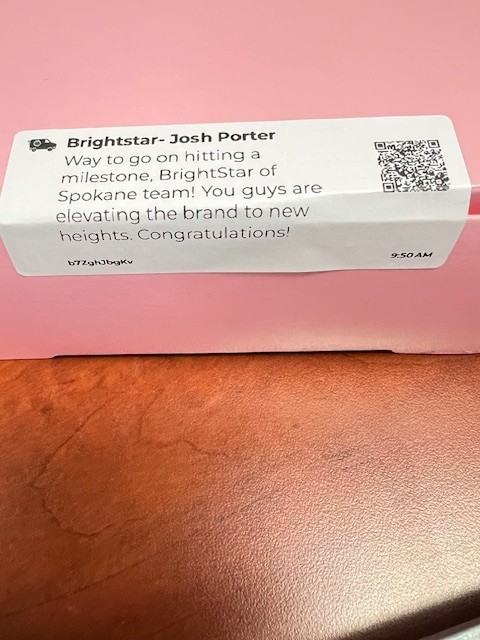 Brightstar- Josh Porter
Way to go on hitting a
milestone, BrightStar of
Spokane team! You guys are
elevating the brand to new
heights. Congratulations!
b7ZghJbgKv
9:50 AM